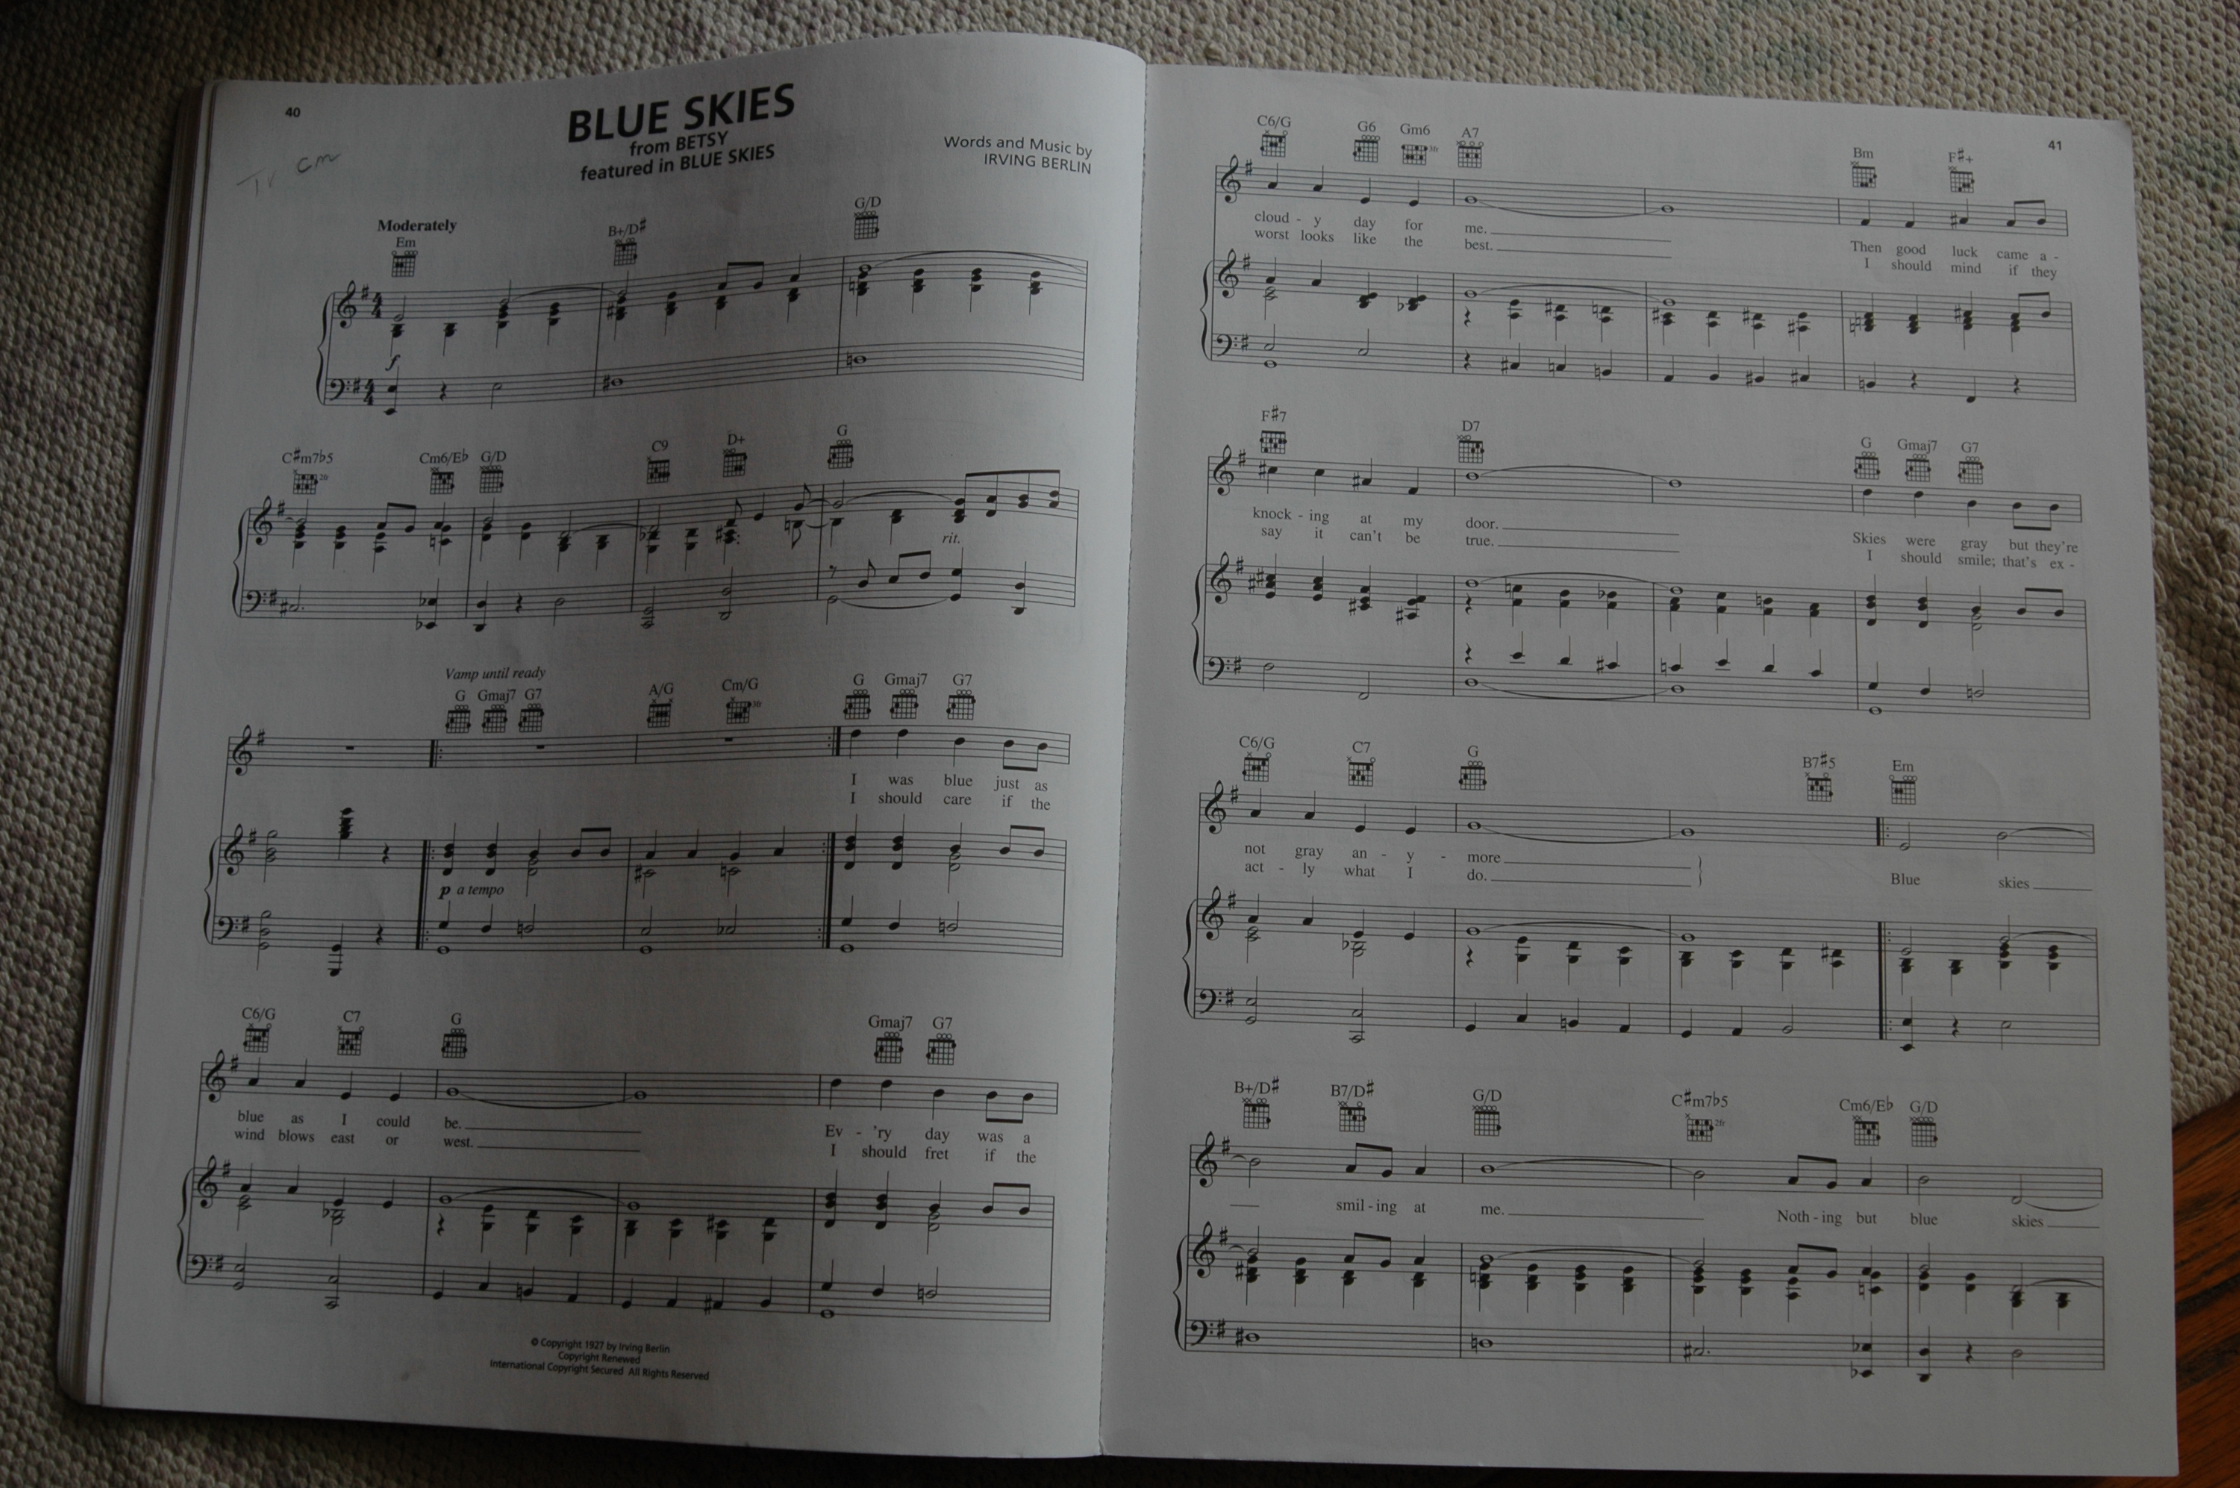 40
BLUE SKIES
from BETSY
featured in BLUE SKIES
Words and Music by
IRVING BERLIN
TV cm
Moderately
Em B+/D# G/D
f
C#m7b5 Cm6/Eb G/D C9 D+ G
rit.
Vamp until ready
G Gmaj7 G7 A/G Cm/G G Gmaj7 G7
I was blue just as
I should care if the
p a tempo
C6/G C7 G Gmaj7 G7
blue as I could be. Ev - 'ry day was a
wind blows east or west. I should fret if the
© Copyright 1927 by Irving Berlin
Copyright Renewed
International Copyright Secured All Rights Reserved
41
C6/G G6 Gm6 3fr A7 Bm F#+
cloud - y day for me. Then good luck came a -
worst looks like the best. I should mind if they
F#7 D7 G Gmaj7 G7
knock - ing at my door. Skies were gray but they're
say it can't be true. I should smile; that's ex -
C6/G C7 G B7#5 Em
not gray an - y - more Blue skies
act - ly what I do.
B+/D# B7/D# G/D C#m7b5 2fr Cm6/Eb G/D
smil - ing at me. Noth - ing but blue skies